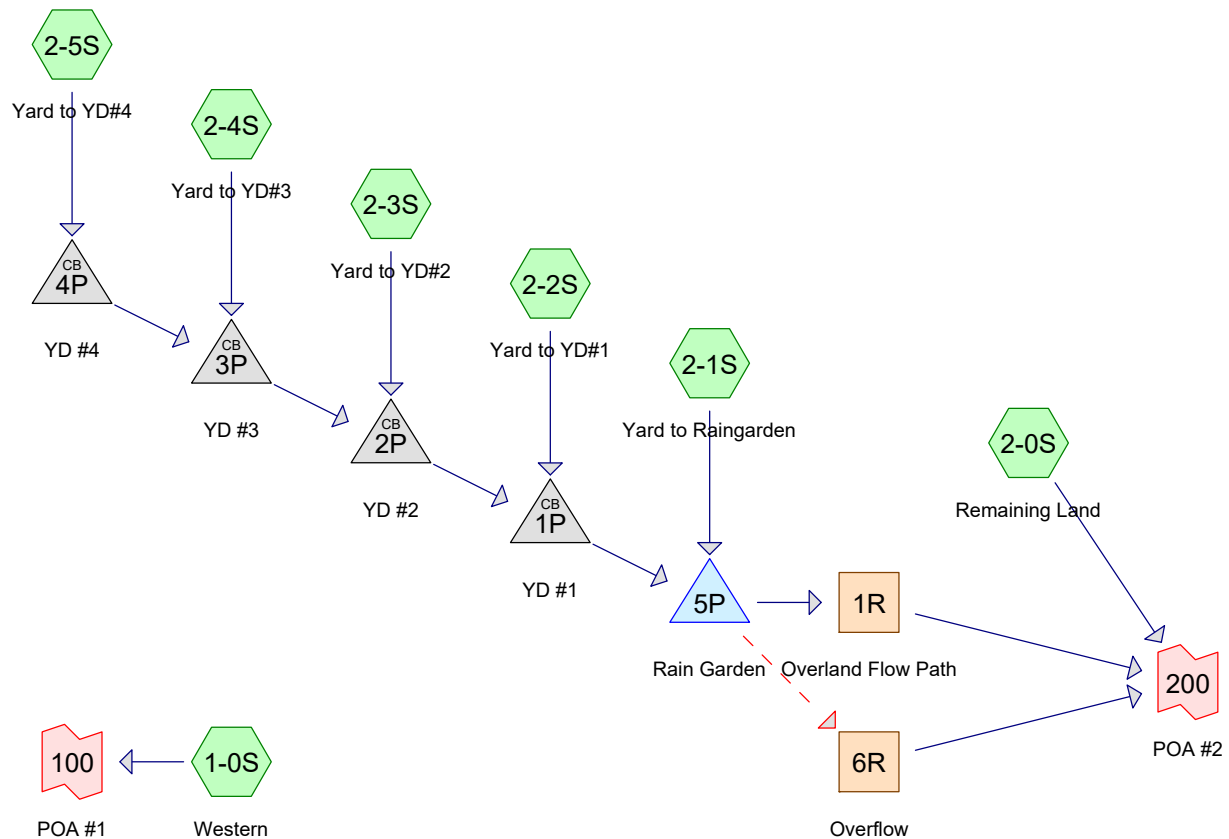 2-5S
Yard to YD#4
2-4S
Yard to YD#3
2-3S
Yard to YD#2
CB
4P
YD #4
2-2S
Yard to YD#1
CB
3P
YD #3
2-1S
Yard to Raingarden
CB
2P
YD #2
2-0S
Remaining Land
CB
1P
YD #1
5P
Rain Garden
1R
Overland Flow Path
200
POA #2
100
POA #1
1-0S
Western
6R
Overflow